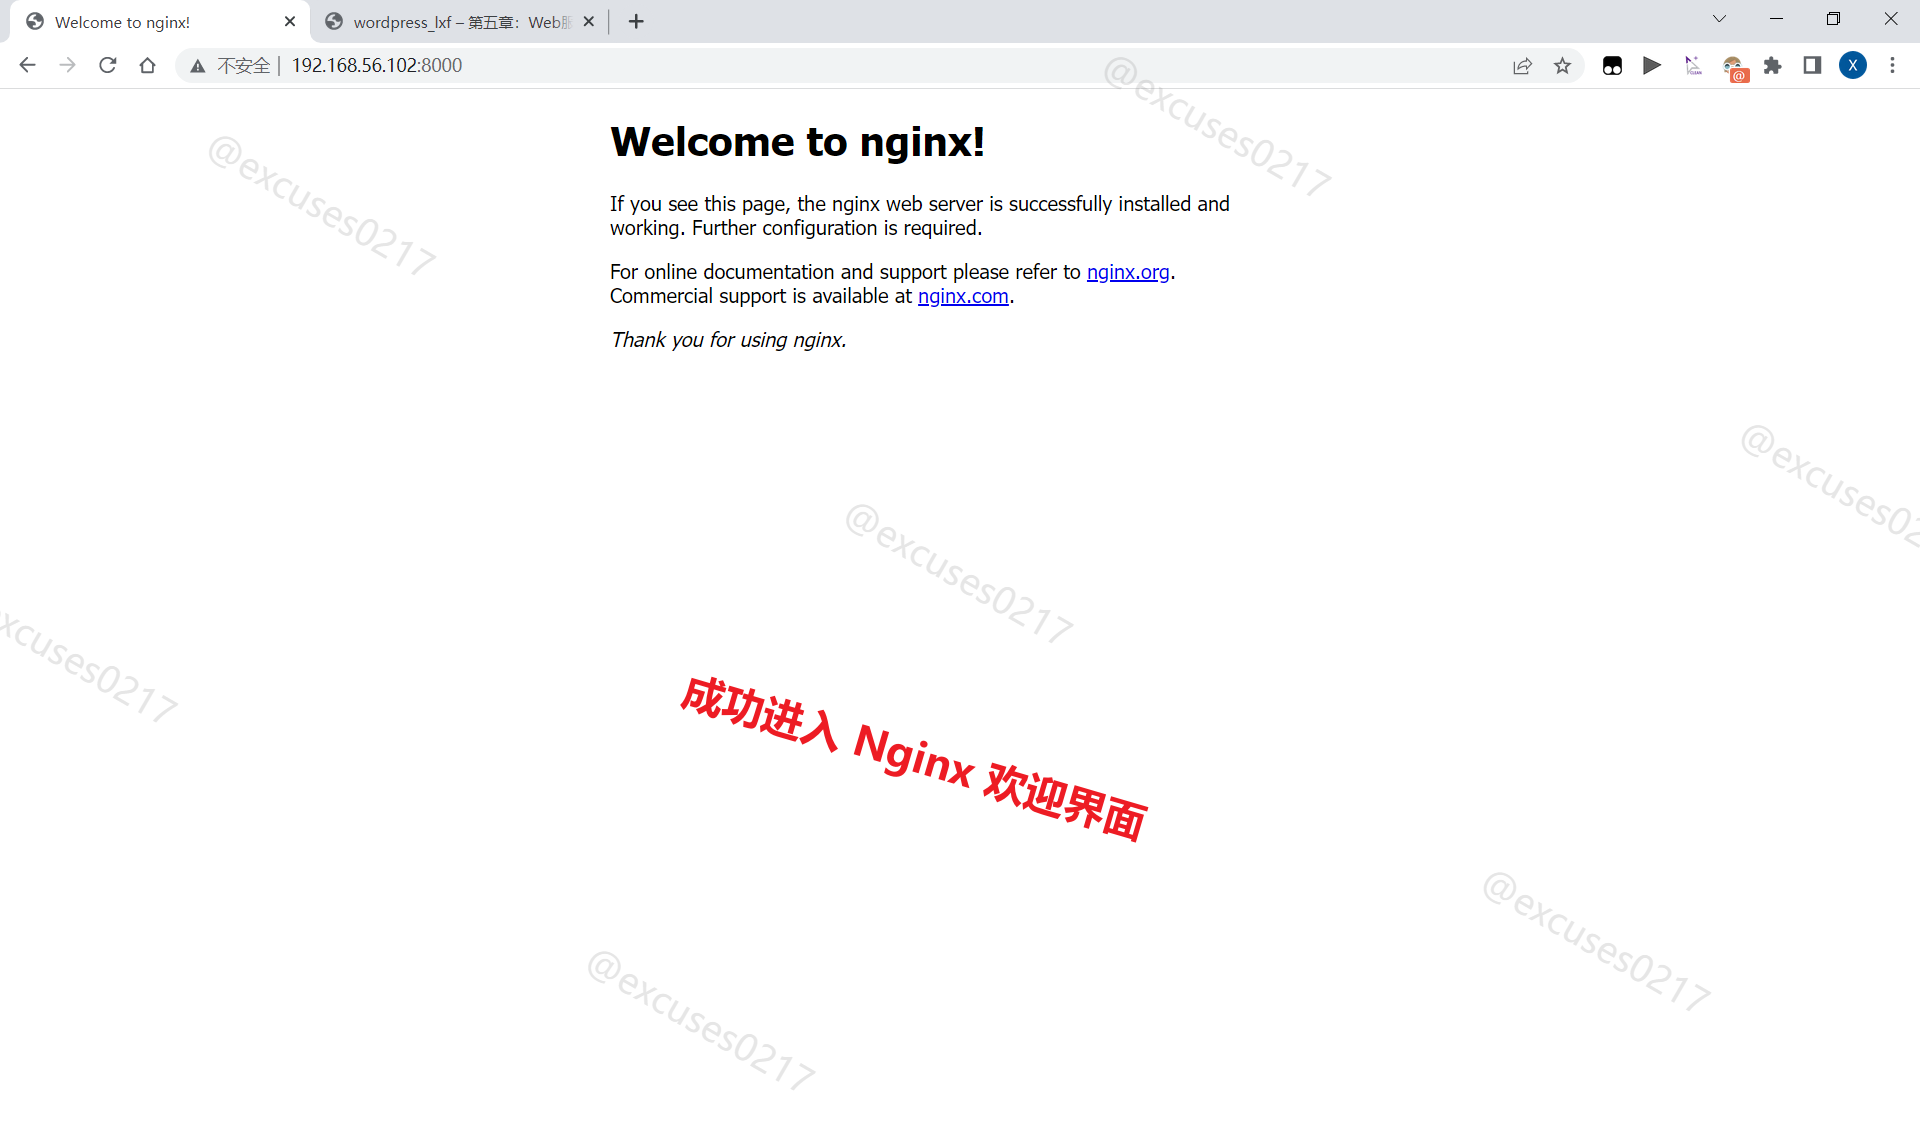 Welcome to nginx!
wordpress_lxf – 第五章：Web
不安全 | 192.168.56.102:8000
X
@
CLEAN
Welcome to nginx!
If you see this page, the nginx web server is successfully installed and
working. Further configuration is required.
For online documentation and support please refer to nginx.org.
Commercial support is available at nginx.com.
Thank you for using nginx.
成功进入 Nginx 欢迎界面
@excuses0217
@excuses0217
@excuses02
@excuses0217
xcuses0217
@excuses0217
@excuses0217